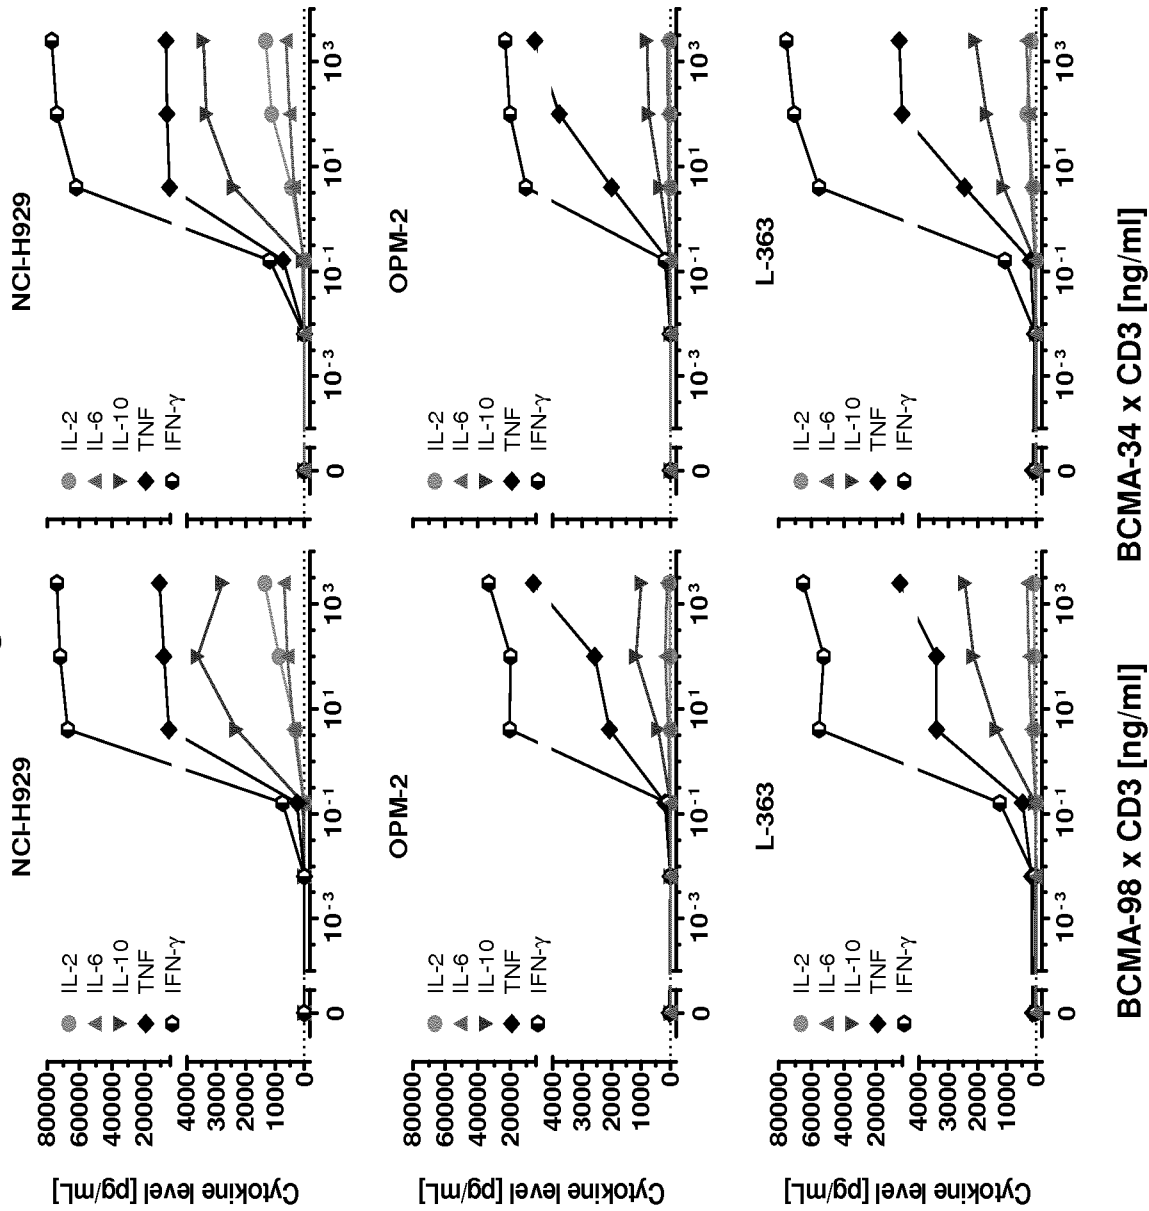 NCI-H929
NCI-H929
80000
60000
40000
20000
4000
3000
2000
1000
0
Cytokine level [pg/mL]
IL-2
IL-6
IL-10
TNF
IFN-γ
0 10⁻³ 10⁻¹ 10¹ 10³
IL-2
IL-6
IL-10
TNF
IFN-γ
0 10⁻³ 10⁻¹ 10¹ 10³
OPM-2
OPM-2
80000
60000
40000
20000
4000
3000
2000
1000
0
Cytokine level [pg/mL]
IL-2
IL-6
IL-10
TNF
IFN-γ
0 10⁻³ 10⁻¹ 10¹ 10³
IL-2
IL-6
IL-10
TNF
IFN-γ
0 10⁻³ 10⁻¹ 10¹ 10³
L-363
L-363
80000
60000
40000
20000
4000
3000
2000
1000
0
Cytokine level [pg/mL]
IL-2
IL-6
IL-10
TNF
IFN-γ
0 10⁻³ 10⁻¹ 10¹ 10³
IL-2
IL-6
IL-10
TNF
IFN-γ
0 10⁻³ 10⁻¹ 10¹ 10³
BCMA-98 x CD3 [ng/ml]
BCMA-34 x CD3 [ng/ml]